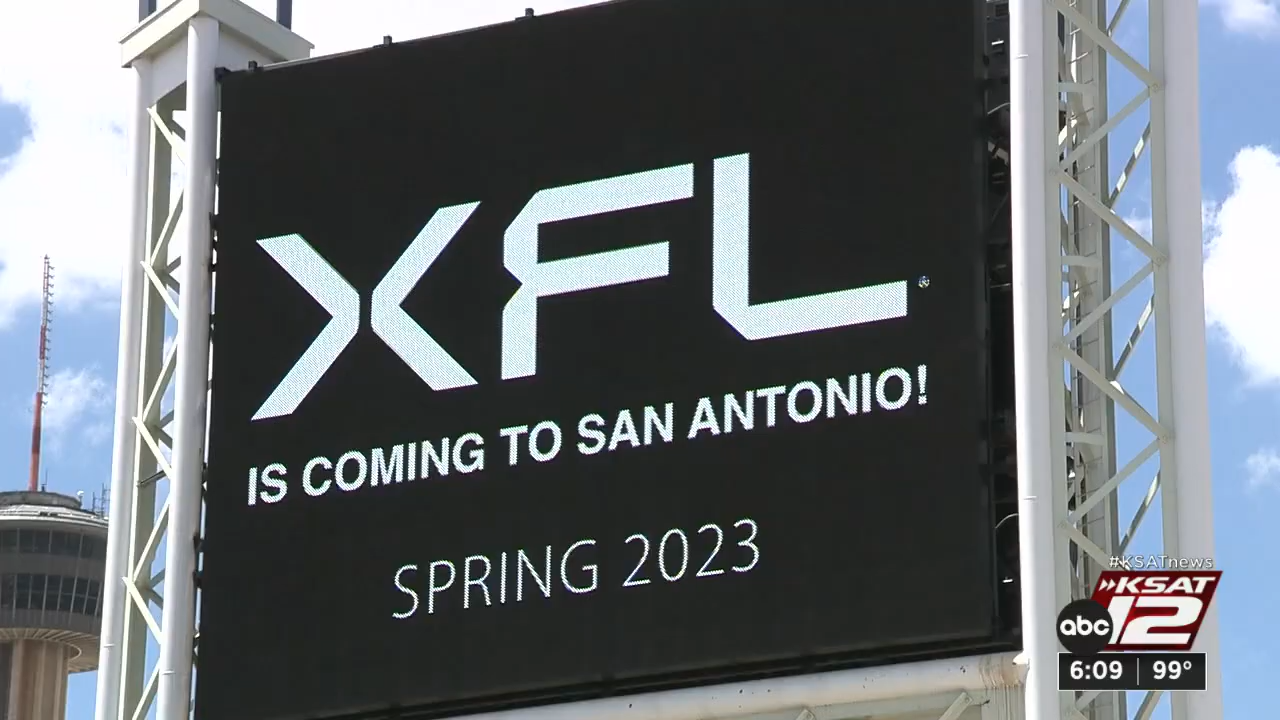 XFL
IS COMING TO SAN ANTONIO!
SPRING 2023
#KSATnews
KSAT
abc 12
6:09 99°